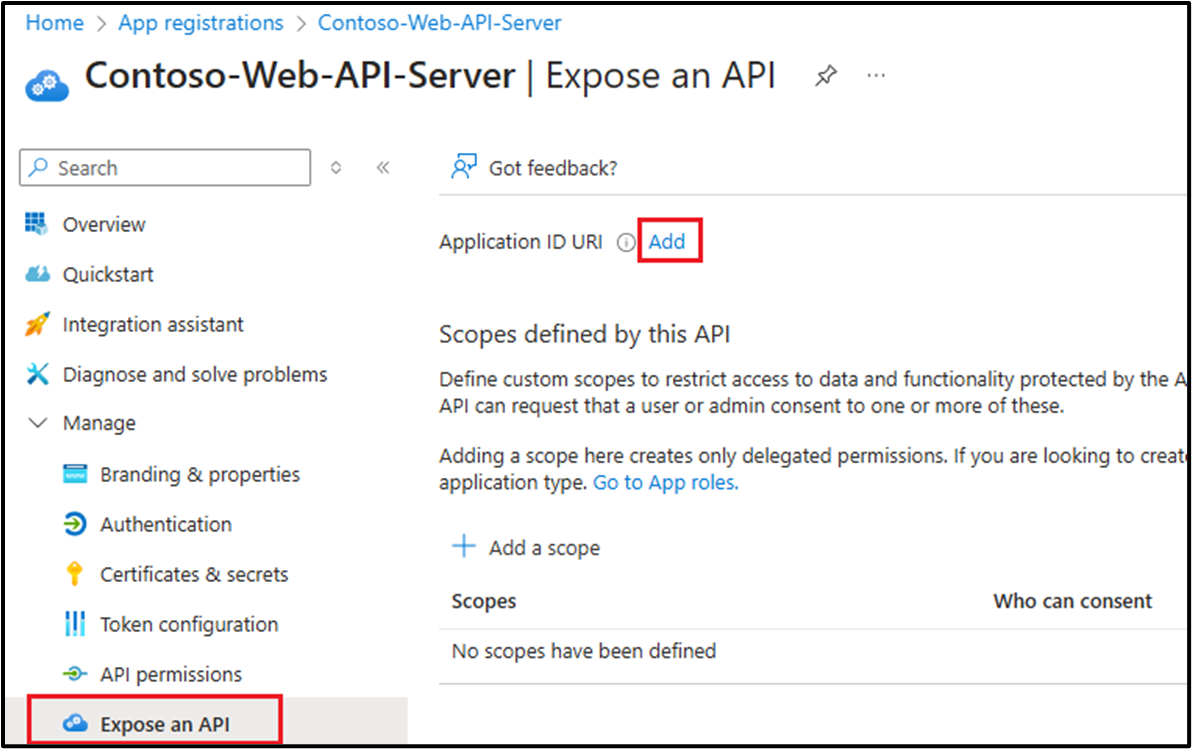 Home > App registrations > Contoso-Web-API-Server
Contoso-Web-API-Server | Expose an API
Search
Got feedback?
Overview
Quickstart
Integration assistant
Diagnose and solve problems
Manage
Branding & properties
Authentication
Certificates & secrets
Token configuration
API permissions
Expose an API
Application ID URI Add
Scopes defined by this API
Define custom scopes to restrict access to data and functionality protected by the A
API can request that a user or admin consent to one or more of these.
Adding a scope here creates only delegated permissions. If you are looking to create
application type. Go to App roles.
Add a scope
Scopes Who can consent
No scopes have been defined